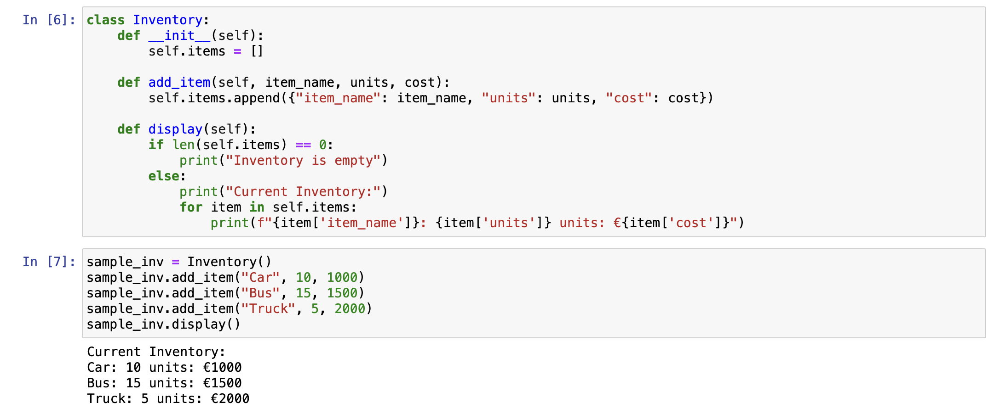 In [6]: class Inventory:
    def __init__(self):
        self.items = []
    def add_item(self, item_name, units, cost):
        self.items.append({"item_name": item_name, "units": units, "cost": cost})
    def display(self):
        if len(self.items) == 0:
            print("Inventory is empty")
        else:
            print("Current Inventory:")
            for item in self.items:
                print(f"{item['item_name']}: {item['units']} units: €{item['cost']}")
In [7]: sample_inv = Inventory()
sample_inv.add_item("Car", 10, 1000)
sample_inv.add_item("Bus", 15, 1500)
sample_inv.add_item("Truck", 5, 2000)
sample_inv.display()
Current Inventory:
Car: 10 units: €1000
Bus: 15 units: €1500
Truck: 5 units: €2000